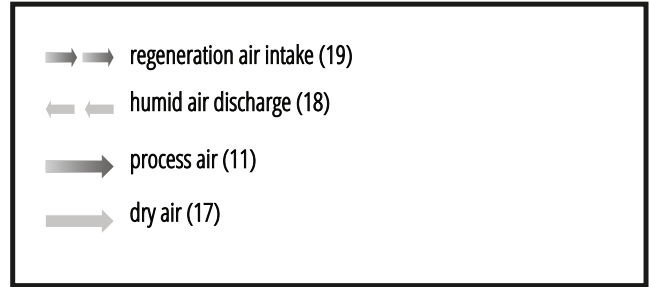 regeneration air intake (19)
humid air discharge (18)
process air (11)
dry air (17)